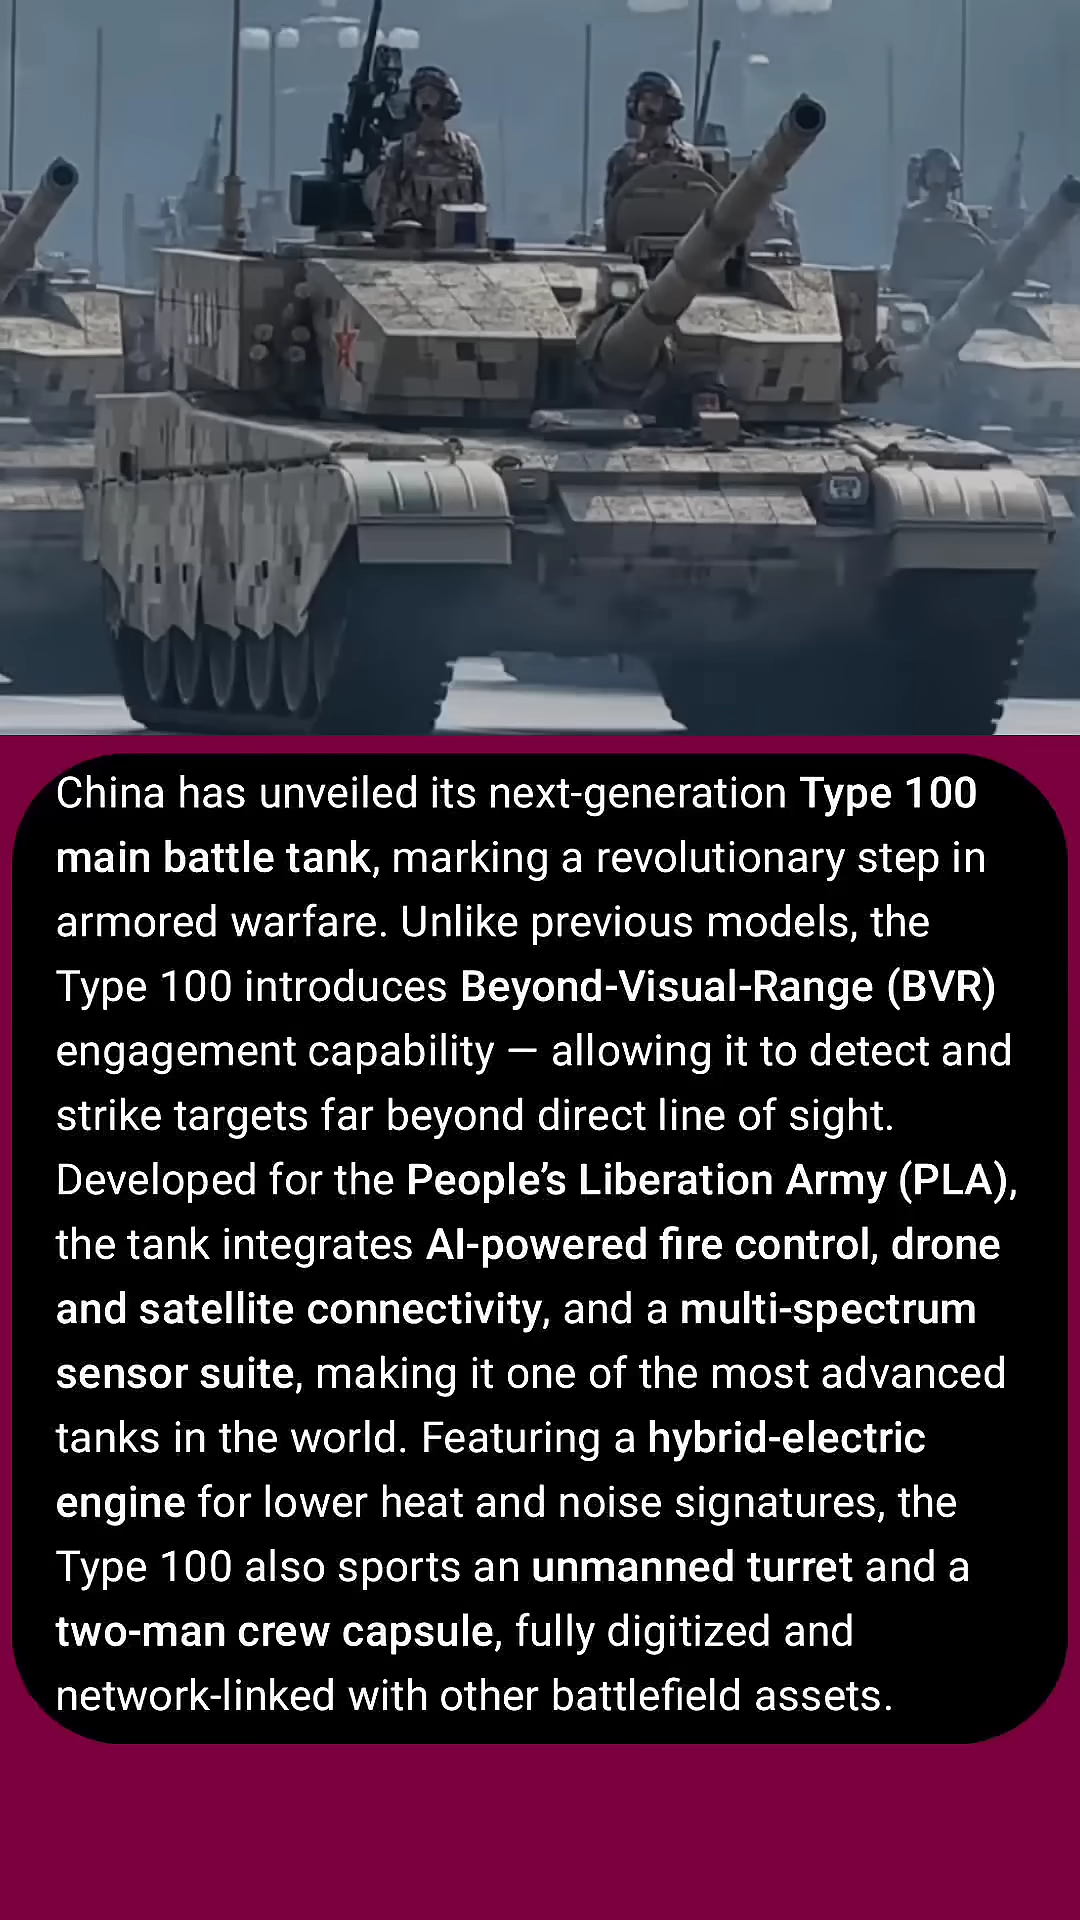 China has unveiled its next-generation Type 100
main battle tank, marking a revolutionary step in
armored warfare. Unlike previous models, the
Type 100 introduces Beyond-Visual-Range (BVR)
engagement capability — allowing it to detect and
strike targets far beyond direct line of sight.
Developed for the People’s Liberation Army (PLA),
the tank integrates AI-powered fire control, drone
and satellite connectivity, and a multi-spectrum
sensor suite, making it one of the most advanced
tanks in the world. Featuring a hybrid-electric
engine for lower heat and noise signatures, the
Type 100 also sports an unmanned turret and a
two-man crew capsule, fully digitized and
network-linked with other battlefield assets.